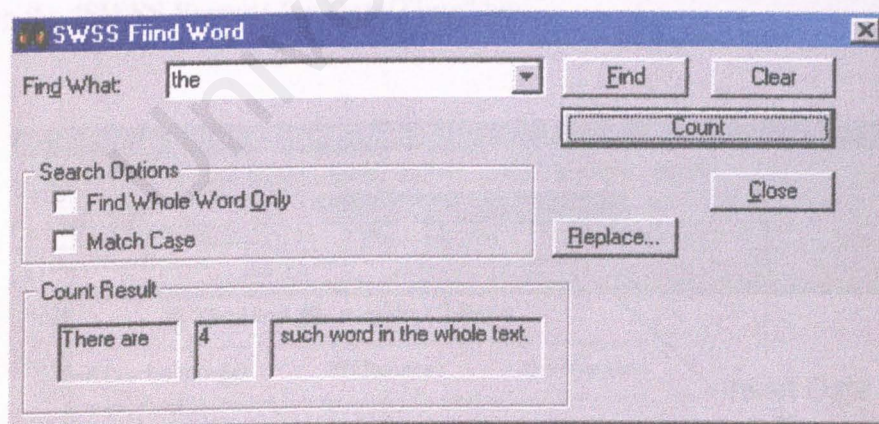 SWSS Fiind Word
Find What: the Find Clear
Count
Search Options
Find Whole Word Only
Match Case
Close
Replace...
Count Result
There are 4 such word in the whole text.